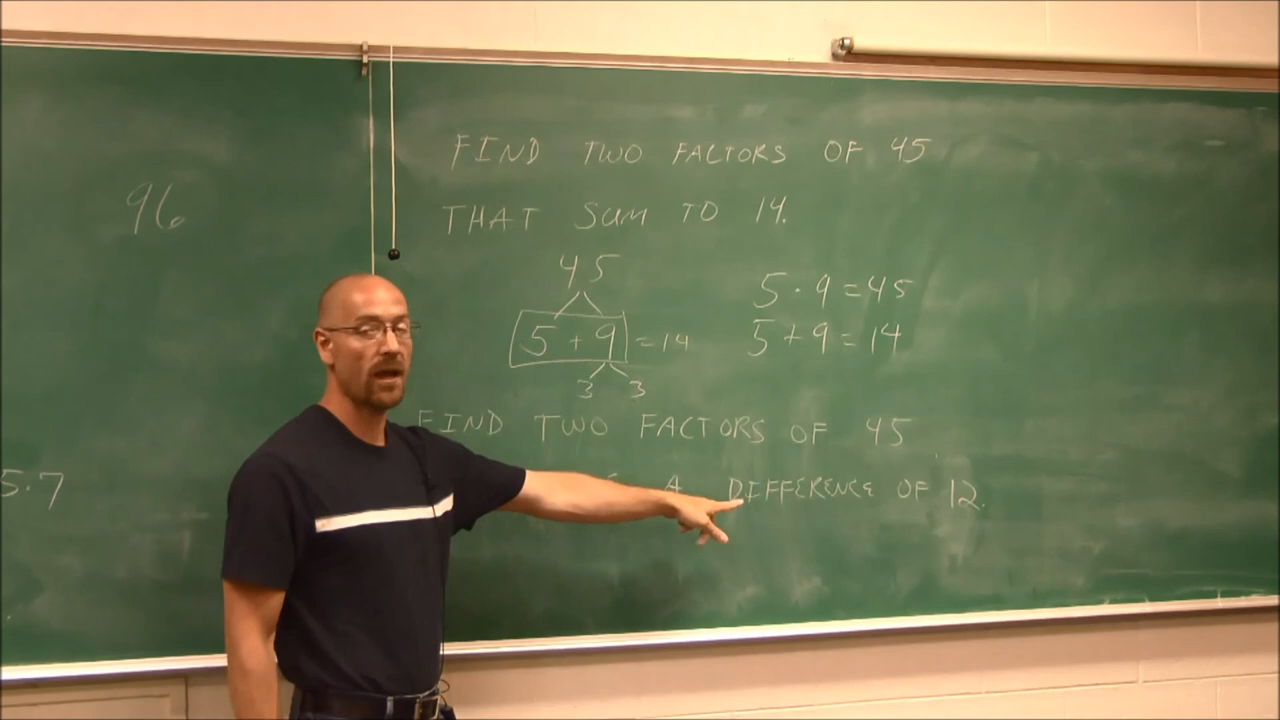 96
5.7
FIND TWO FACTORS OF 45
THAT SUM TO 14.
45
5 + 9 = 14
3 3
5 · 9 = 45
5 + 9 = 14
FIND TWO FACTORS OF 45
A DIFFERENCE OF 12.